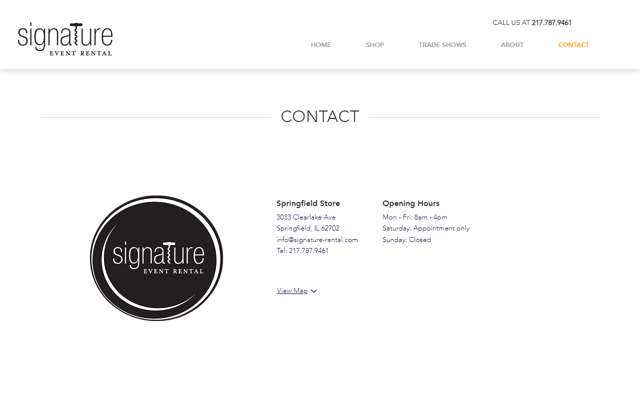 signature
EVENT RENTAL
CALL US AT 217.787.9461
HOME
SHOP
TRADE SHOWS
ABOUT
CONTACT
CONTACT
signature
EVENT RENTAL
Springfield Store
3033 Clearlake Ave
Springfield, IL 62702
info@signature-rental.com
Tel: 217.787.9461
View Map
Opening Hours
Mon - Fri: 8am - 4pm
Saturday: Appointment only
Sunday: Closed